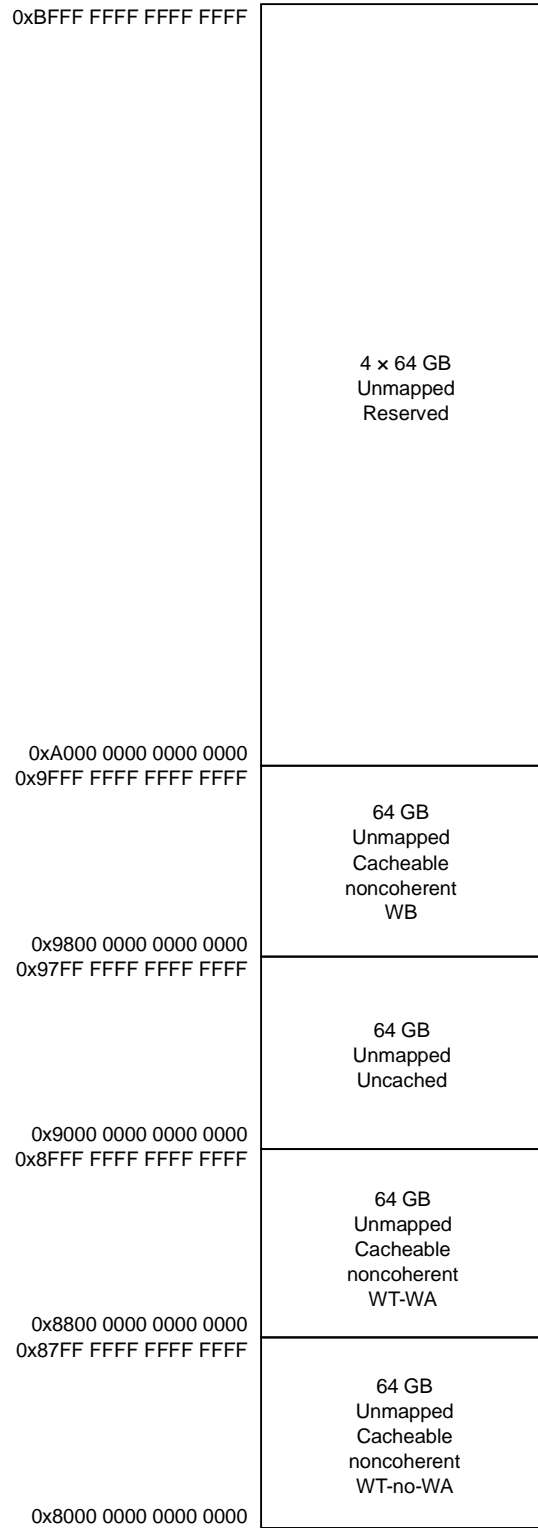 0xBFFF FFFF FFFF FFFF
4 × 64 GB
Unmapped
Reserved
0xA000 0000 0000 0000
0x9FFF FFFF FFFF FFFF
64 GB
Unmapped
Cacheable
noncoherent
WB
0x9800 0000 0000 0000
0x97FF FFFF FFFF FFFF
64 GB
Unmapped
Uncached
0x9000 0000 0000 0000
0x8FFF FFFF FFFF FFFF
64 GB
Unmapped
Cacheable
noncoherent
WT-WA
0x8800 0000 0000 0000
0x87FF FFFF FFFF FFFF
64 GB
Unmapped
Cacheable
noncoherent
WT-no-WA
0x8000 0000 0000 0000